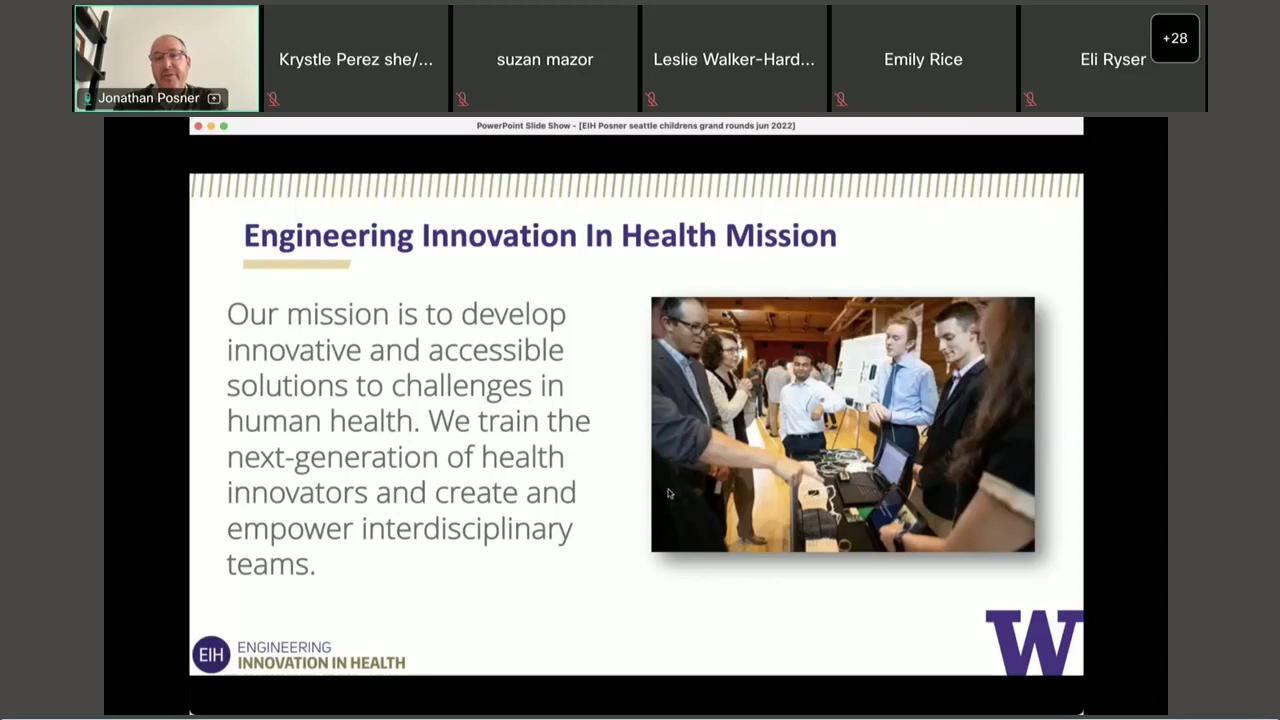 Jonathan Posner
Krystle Perez she/...
suzan mazor
Leslie Walker-Hard...
Emily Rice
Eli Ryser
+28
PowerPoint Slide Show - [EIH Posner seattle childrens grand rounds jun 2022]
Engineering Innovation In Health Mission
Our mission is to develop
innovative and accessible
solutions to challenges in
human health. We train the
next-generation of health
innovators and create and
empower interdisciplinary
teams.
EIH
ENGINEERING
INNOVATION IN HEALTH
W